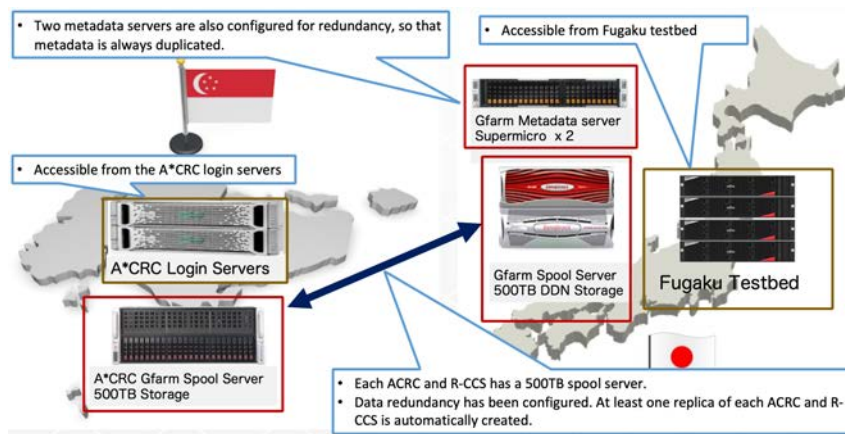 • Two metadata servers are also configured for redundancy, so that
metadata is always duplicated.
• Accessible from Fugaku testbed
Gfarm Metadata server
Supermicro x 2
• Accessible from the A*CRC login servers
A*CRC Login Servers
Gfarm Spool Server
500TB DDN Storage
Fugaku Testbed
A*CRC Gfarm Spool Server
500TB Storage
• Each ACRC and R-CCS has a 500TB spool server.
• Data redundancy has been configured. At least one replica of each ACRC and R-
CCS is automatically created.